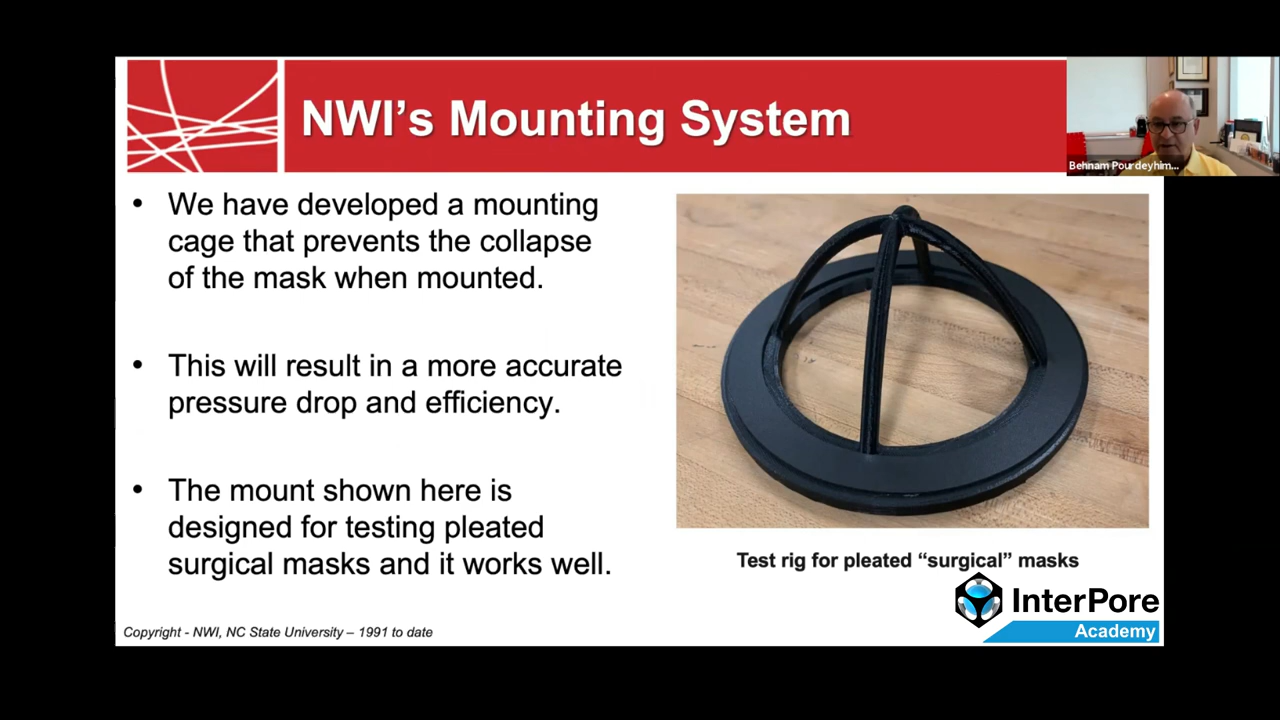 NWI’s Mounting System
Behnam Pourdeyhim...
• We have developed a mounting
cage that prevents the collapse
of the mask when mounted.
• This will result in a more accurate
pressure drop and efficiency.
• The mount shown here is
designed for testing pleated
surgical masks and it works well.
Test rig for pleated “surgical” masks
InterPore
Academy
Copyright - NWI, NC State University – 1991 to date